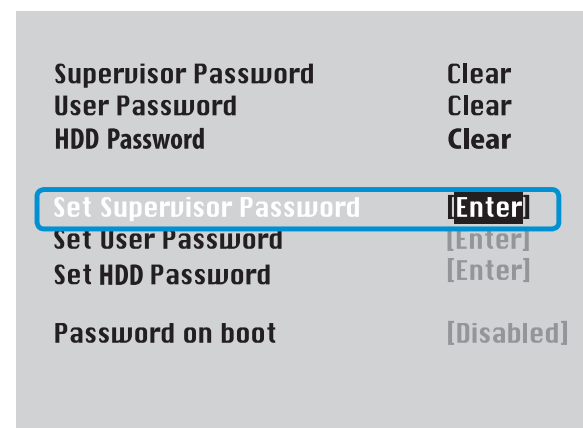 Supervisor Password Clear
User Password Clear
HDD Password Clear
Set Supervisor Password [Enter]
Set User Password [Enter]
Set HDD Password [Enter]
Password on boot [Disabled]